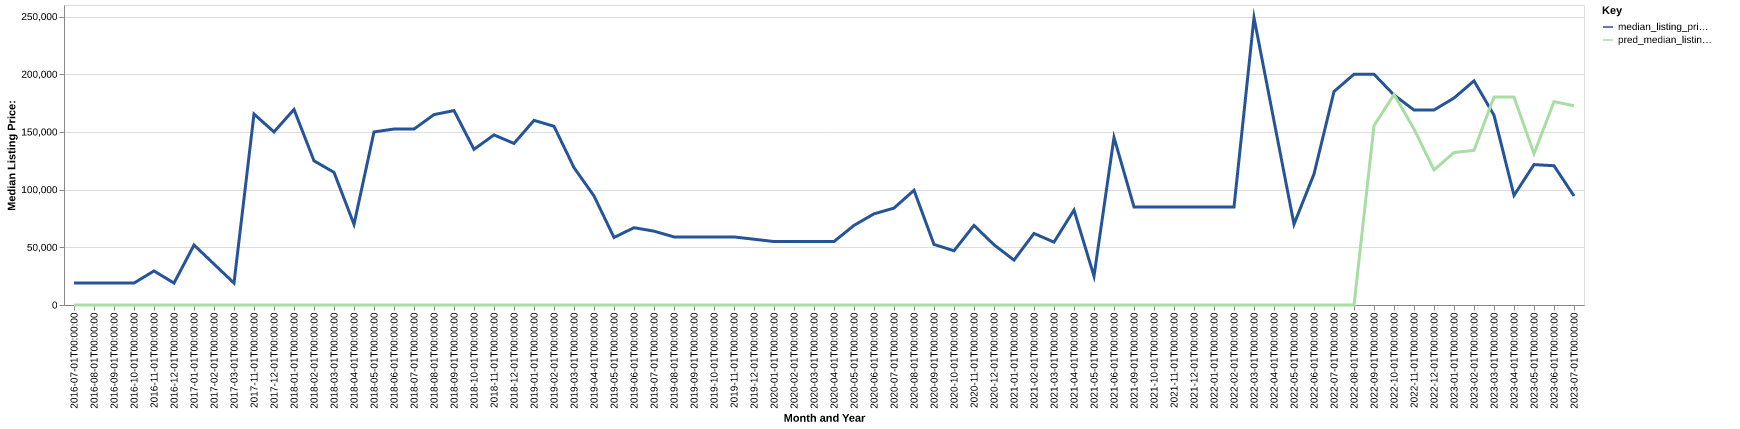 Key
median_listing_pri…
pred_median_listin…
Median Listing Price:
250,000
200,000
150,000
100,000
50,000
0
2016-07-01T00:00:00
2016-08-01T00:00:00
2016-09-01T00:00:00
2016-10-01T00:00:00
2016-11-01T00:00:00
2016-12-01T00:00:00
2017-01-01T00:00:00
2017-02-01T00:00:00
2017-03-01T00:00:00
2017-11-01T00:00:00
2017-12-01T00:00:00
2018-01-01T00:00:00
2018-02-01T00:00:00
2018-03-01T00:00:00
2018-04-01T00:00:00
2018-05-01T00:00:00
2018-06-01T00:00:00
2018-07-01T00:00:00
2018-08-01T00:00:00
2018-09-01T00:00:00
2018-10-01T00:00:00
2018-11-01T00:00:00
2018-12-01T00:00:00
2019-01-01T00:00:00
2019-02-01T00:00:00
2019-03-01T00:00:00
2019-04-01T00:00:00
2019-05-01T00:00:00
2019-06-01T00:00:00
2019-07-01T00:00:00
2019-08-01T00:00:00
2019-09-01T00:00:00
2019-10-01T00:00:00
2019-11-01T00:00:00
2019-12-01T00:00:00
2020-01-01T00:00:00
2020-02-01T00:00:00
2020-03-01T00:00:00
2020-04-01T00:00:00
2020-05-01T00:00:00
2020-06-01T00:00:00
2020-07-01T00:00:00
2020-08-01T00:00:00
2020-09-01T00:00:00
2020-10-01T00:00:00
2020-11-01T00:00:00
2020-12-01T00:00:00
2021-01-01T00:00:00
2021-02-01T00:00:00
2021-03-01T00:00:00
2021-04-01T00:00:00
2021-05-01T00:00:00
2021-06-01T00:00:00
2021-09-01T00:00:00
2021-10-01T00:00:00
2021-11-01T00:00:00
2021-12-01T00:00:00
2022-01-01T00:00:00
2022-02-01T00:00:00
2022-03-01T00:00:00
2022-04-01T00:00:00
2022-05-01T00:00:00
2022-06-01T00:00:00
2022-07-01T00:00:00
2022-08-01T00:00:00
2022-09-01T00:00:00
2022-10-01T00:00:00
2022-11-01T00:00:00
2022-12-01T00:00:00
2023-01-01T00:00:00
2023-02-01T00:00:00
2023-03-01T00:00:00
2023-04-01T00:00:00
2023-05-01T00:00:00
2023-06-01T00:00:00
2023-07-01T00:00:00
Month and Year